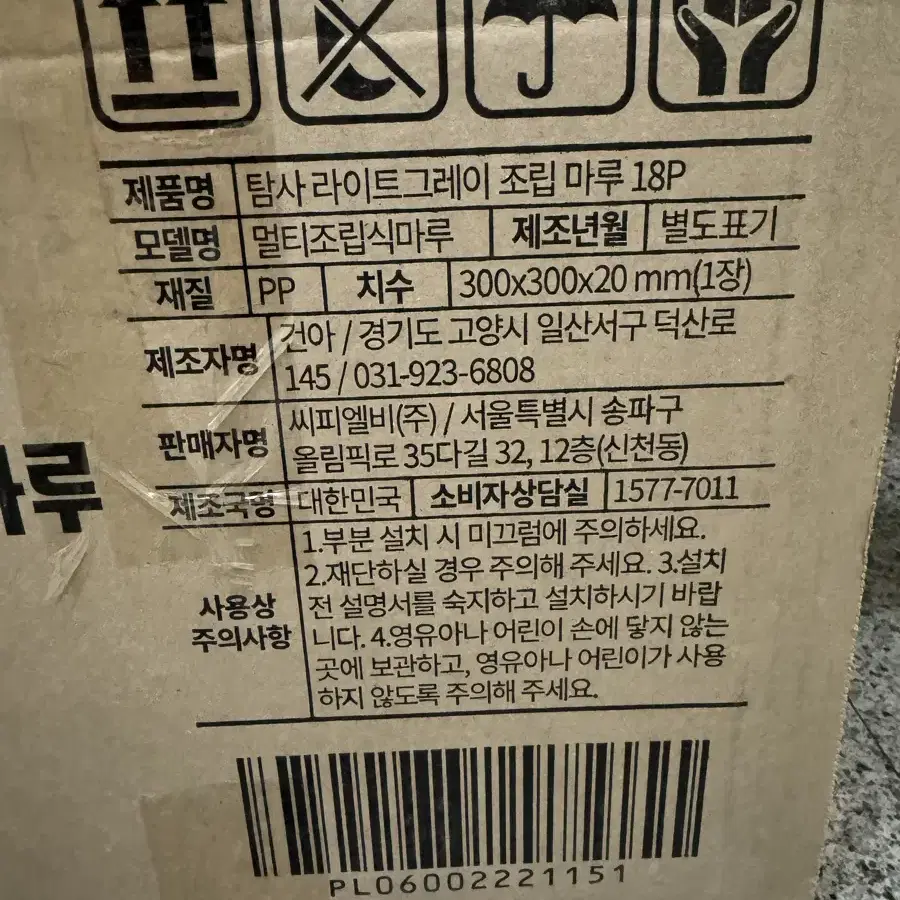 제품명 탐사 라이트그레이 조립 마루 18P
모델명 멀티조립식마루 제조년월 별도표기
재질 PP 치수 300x300x20 mm(1장)
제조자명 건아 / 경기도 고양시 일산서구 덕산로
145 / 031-923-6808
판매자명 씨피엘비(주) / 서울특별시 송파구
올림픽로 35다길 32, 12층(신천동)
제조국명 대한민국 소비자상담실 1577-7011
사용상
주의사항
1.부분 설치 시 미끄럼에 주의하세요.
2.재단하실 경우 주의해 주세요. 3.설치
전 설명서를 숙지하고 설치하시기 바랍
니다. 4.영유아나 어린이 손에 닿지 않는
곳에 보관하고, 영유아나 어린이가 사용
하지 않도록 주의해 주세요.
루
PL06002221151